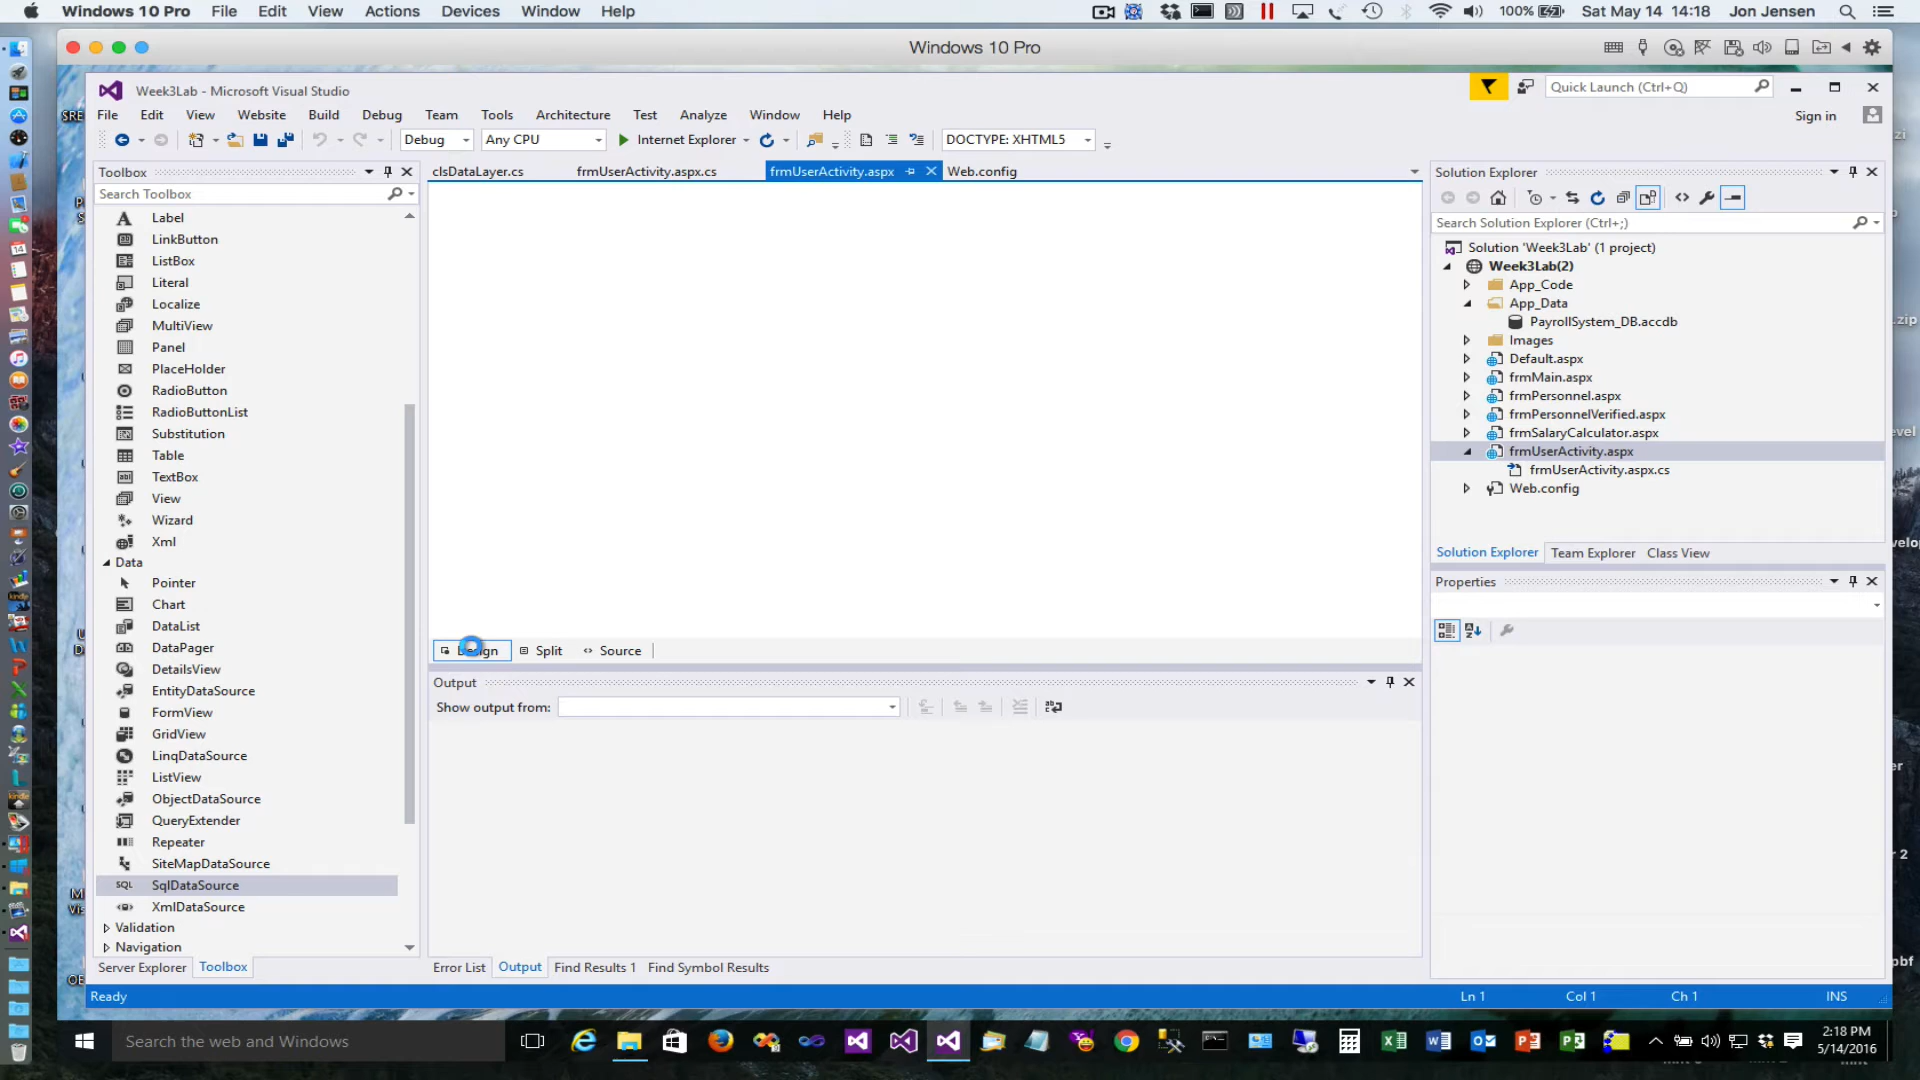 Windows 10 Pro File Edit View Actions Devices Window Help
100% Sat May 14 14:18 Jon Jensen
Windows 10 Pro
Week3Lab - Microsoft Visual Studio
Quick Launch (Ctrl+Q)
File Edit View Website Build Debug Team Tools Architecture Test Analyze Window Help
Sign in
Debug Any CPU Internet Explorer DOCTYPE: XHTML5
Toolbox
Search Toolbox
Label
LinkButton
ListBox
Literal
Localize
MultiView
Panel
PlaceHolder
RadioButton
RadioButtonList
Substitution
Table
TextBox
View
Wizard
Xml
Data
Pointer
Chart
DataList
DataPager
DetailsView
EntityDataSource
FormView
GridView
LinqDataSource
ListView
ObjectDataSource
QueryExtender
Repeater
SiteMapDataSource
SQL SqlDataSource
XmlDataSource
Validation
Navigation
Server Explorer Toolbox
clsDataLayer.cs frmUserActivity.aspx.cs frmUserActivity.aspx Web.config
Design Split Source
Output
Show output from:
Error List Output Find Results 1 Find Symbol Results
Solution Explorer
Search Solution Explorer (Ctrl+;)
Solution 'Week3Lab' (1 project)
Week3Lab(2)
App_Code
App_Data
PayrollSystem_DB.accdb
Images
Default.aspx
frmMain.aspx
frmPersonnel.aspx
frmPersonnelVerified.aspx
frmSalaryCalculator.aspx
frmUserActivity.aspx
frmUserActivity.aspx.cs
Web.config
Solution Explorer Team Explorer Class View
Properties
Ready Ln 1 Col 1 Ch 1 INS
Search the web and Windows
2:18 PM
5/14/2016